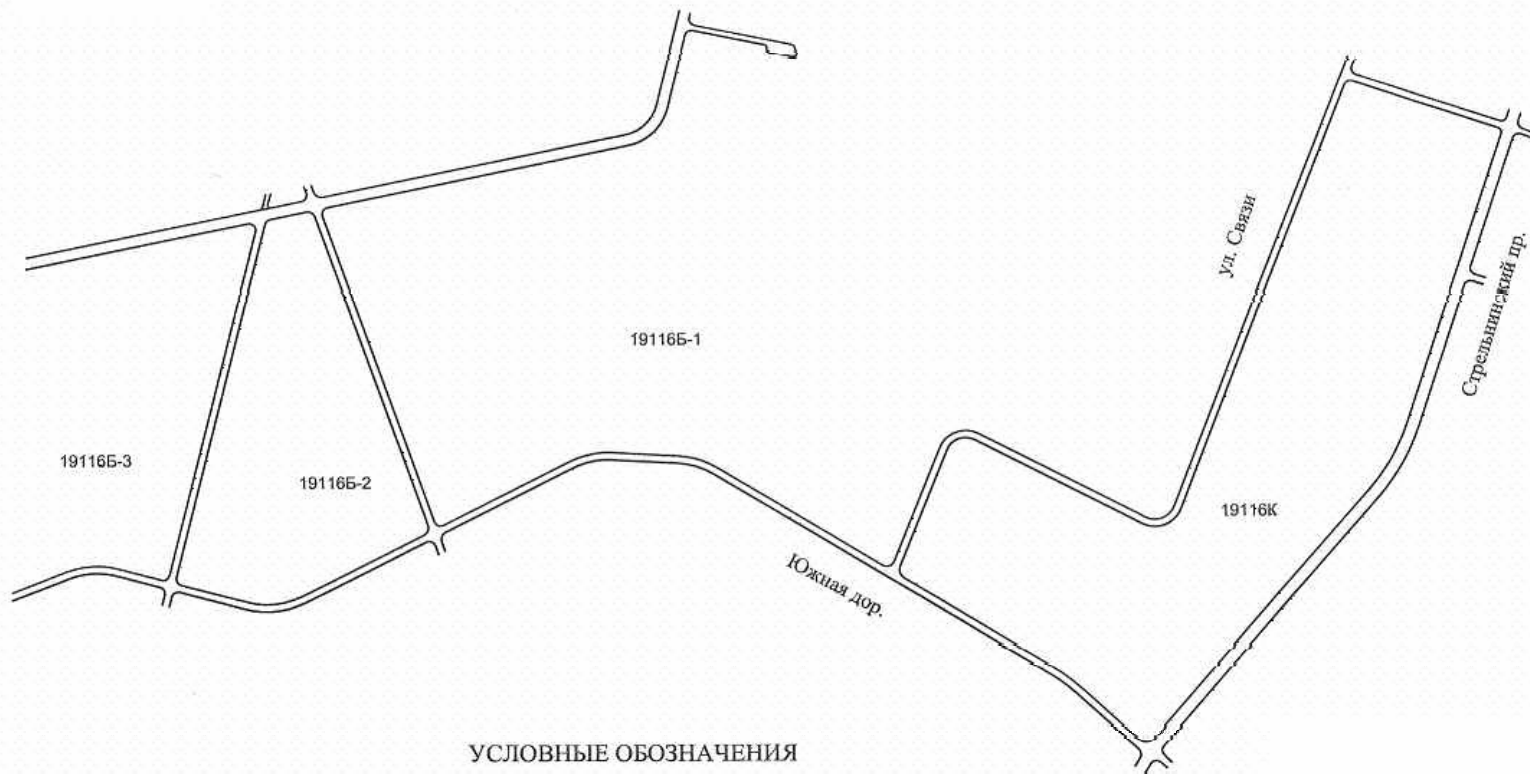 ул. Связи
Стрельнинский пр.
19116Б-1
19116Б-3
19116Б-2
19116К
Южная дор.
УСЛОВНЫЕ ОБОЗНАЧЕНИЯ